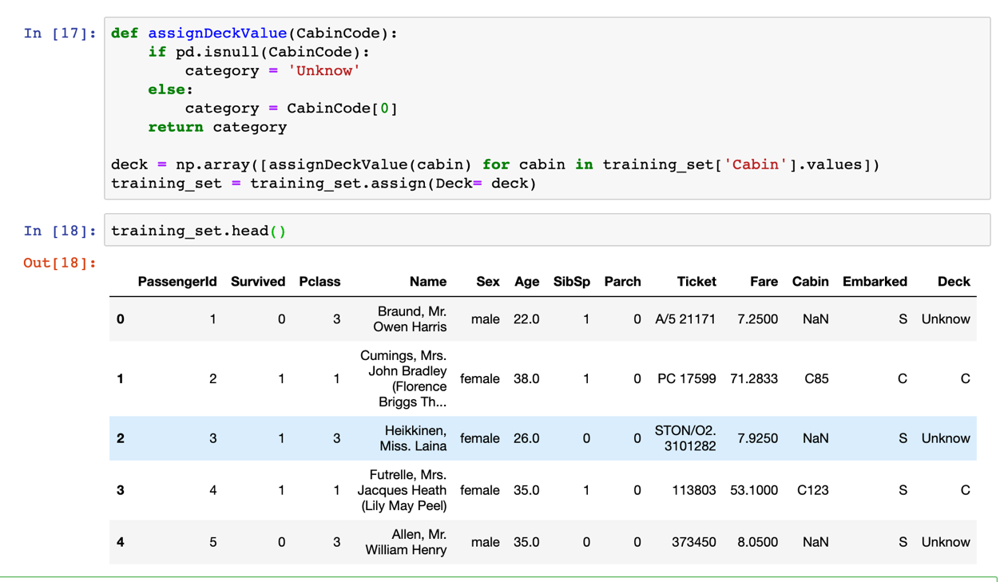 In [17]: def assignDeckValue(CabinCode):
    if pd.isnull(CabinCode):
        category = 'Unknow'
    else:
        category = CabinCode[0]
    return category

deck = np.array([assignDeckValue(cabin) for cabin in training_set['Cabin'].values])
training_set = training_set.assign(Deck= deck)
In [18]: training_set.head()
Out[18]:
PassengerId Survived Pclass Name Sex Age SibSp Parch Ticket Fare Cabin Embarked Deck
0 1 0 3 Braund, Mr. Owen Harris male 22.0 1 0 A/5 21171 7.2500 NaN S Unknow
1 2 1 1 Cumings, Mrs. John Bradley (Florence Briggs Th... female 38.0 1 0 PC 17599 71.2833 C85 C C
2 3 1 3 Heikkinen, Miss. Laina female 26.0 0 0 STON/O2. 3101282 7.9250 NaN S Unknow
3 4 1 1 Futrelle, Mrs. Jacques Heath (Lily May Peel) female 35.0 1 0 113803 53.1000 C123 S C
4 5 0 3 Allen, Mr. William Henry male 35.0 0 0 373450 8.0500 NaN S Unknow